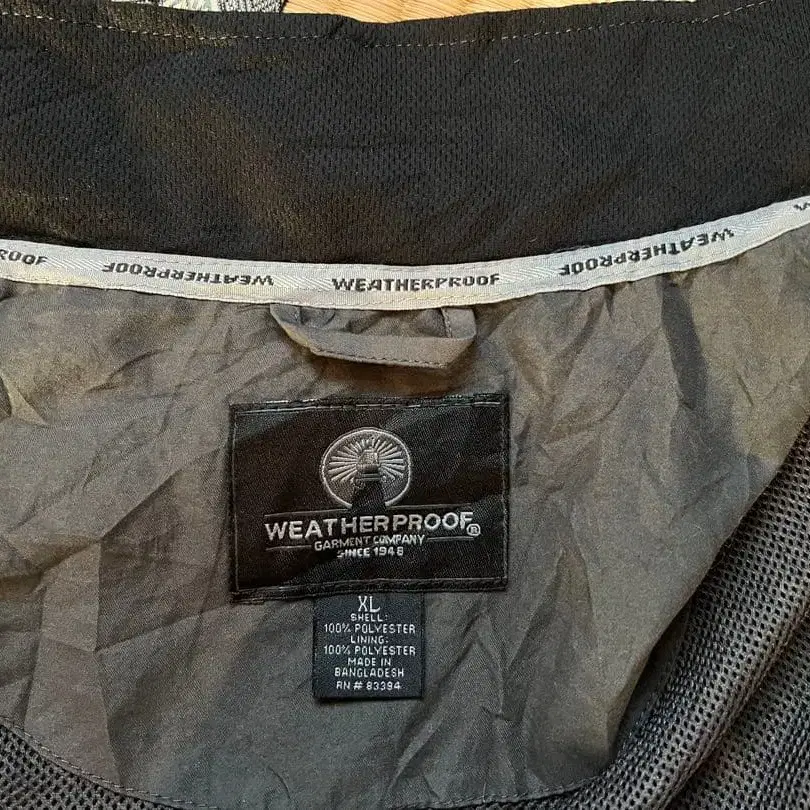 ROOF WEATHERPROOF WEATHERPROOF WEATHERPROOF W
WEATHERPROOF®
GARMENT COMPANY
SINCE 1948
XL
SHELL:
100% POLYESTER
LINING:
100% POLYESTER
MADE IN
BANGLADESH
RN # 83394